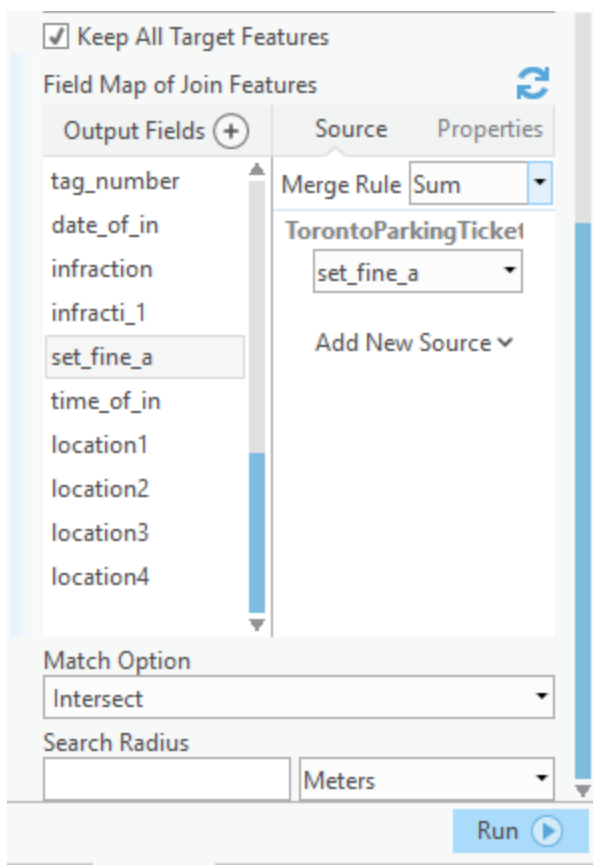 Keep All Target Features
Field Map of Join Features
Output Fields
Source Properties
tag_number
date_of_in
infraction
infracti_1
set_fine_a
time_of_in
location1
location2
location3
location4
Merge Rule Sum
TorontoParkingTicket
set_fine_a
Add New Source
Match Option
Intersect
Search Radius
Meters
Run